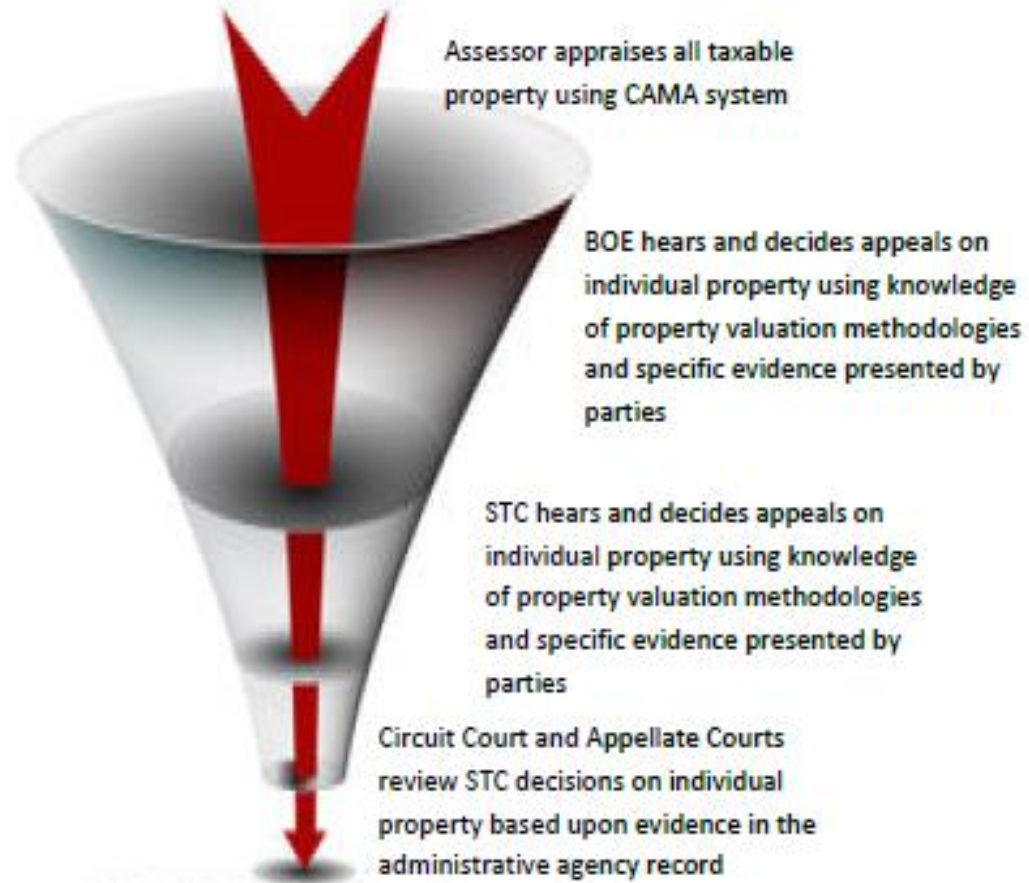 Assessor appraises all taxable
property using CAMA system
BOE hears and decides appeals on
individual property using knowledge
of property valuation methodologies
and specific evidence presented by
parties
STC hears and decides appeals on
individual property using knowledge
of property valuation methodologies
and specific evidence presented by
parties
Circuit Court and Appellate Courts
review STC decisions on individual
property based upon evidence in the
administrative agency record